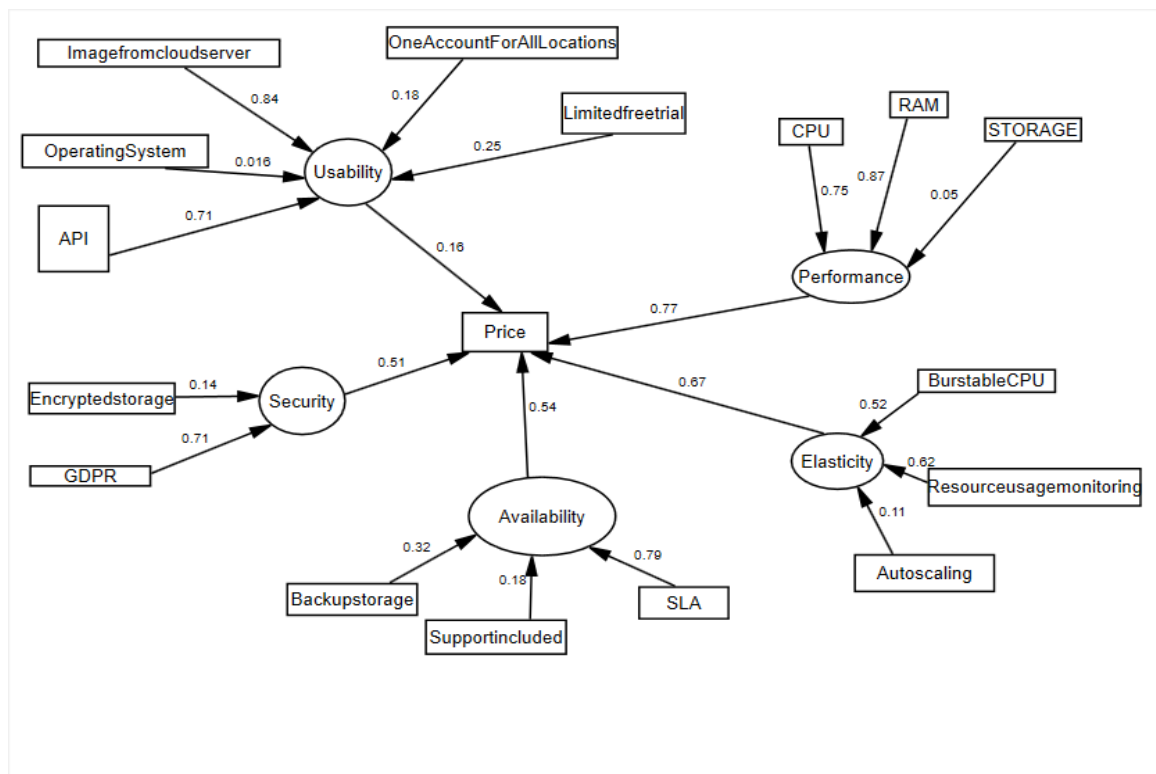 Imagefromcloudserver
OneAccountForAllLocations
0.84
0.18
Limitedfreetrial
RAM
CPU
STORAGE
OperatingSystem
0.016
Usability
0.25
0.75
0.87
0.05
API
0.71
0.16
Performance
0.77
Price
0.51
0.67
Encryptedstorage
0.14
Security
0.54
BurstableCPU
0.52
0.71
GDPR
Elasticity
0.62
Resourceusagemonitoring
0.11
Availability
0.32
0.18
0.79
Autoscaling
Backupstorage
SLA
Supportincluded